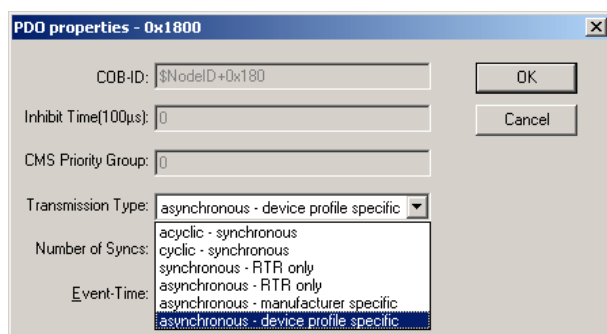 PDO properties - 0x1800
COB-ID: $NodeID+0x180
OK
Inhibit Time(100µs): 0
Cancel
CMS Priority Group: 0
Transmission Type: asynchronous - device profile specific
acyclic - synchronous
Number of Syncs: cyclic - synchronous
synchronous - RTR only
asynchronous - RTR only
Event-Time: asynchronous - manufacturer specific
asynchronous - device profile specific